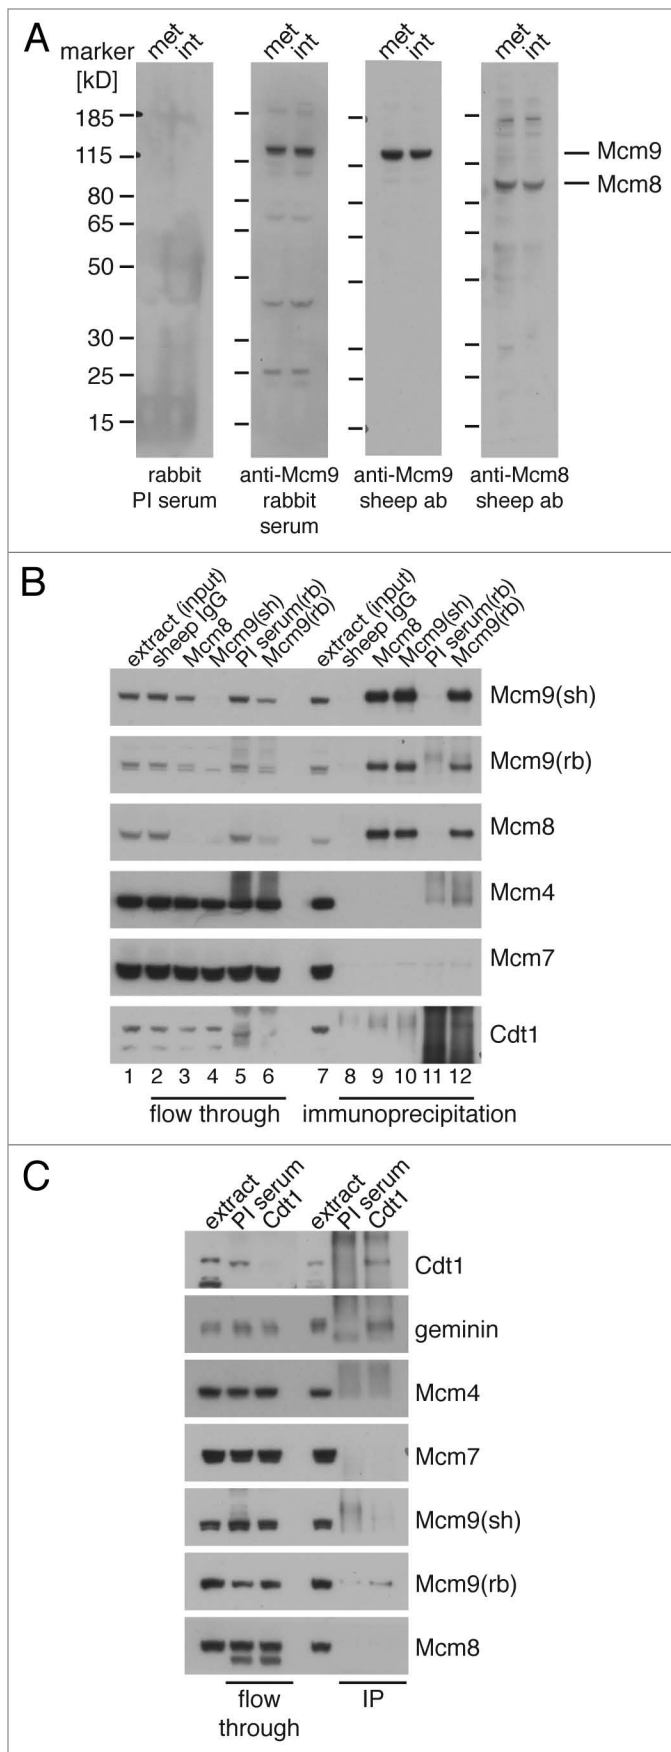 A
marker
[kD]
met
int
met
int
met
int
met
int
185
115
80
65
50
30
25
15
Mcm9
Mcm8
rabbit
PI serum
anti-Mcm9
rabbit
serum
anti-Mcm9
sheep ab
anti-Mcm8
sheep ab
B
extract (input)
sheep IgG
Mcm8
Mcm9(sh)
PI serum(rb)
Mcm9(rb)
extract (input)
sheep IgG
Mcm8
Mcm9(sh)
PI serum(rb)
Mcm9(rb)
Mcm9(sh)
Mcm9(rb)
Mcm8
Mcm4
Mcm7
Cdt1
1 2 3 4 5 6 7 8 9 10 11 12
flow through
immunoprecipitation
C
extract
PI serum
Cdt1
extract
PI serum
Cdt1
Cdt1
geminin
Mcm4
Mcm7
Mcm9(sh)
Mcm9(rb)
Mcm8
flow
through
IP